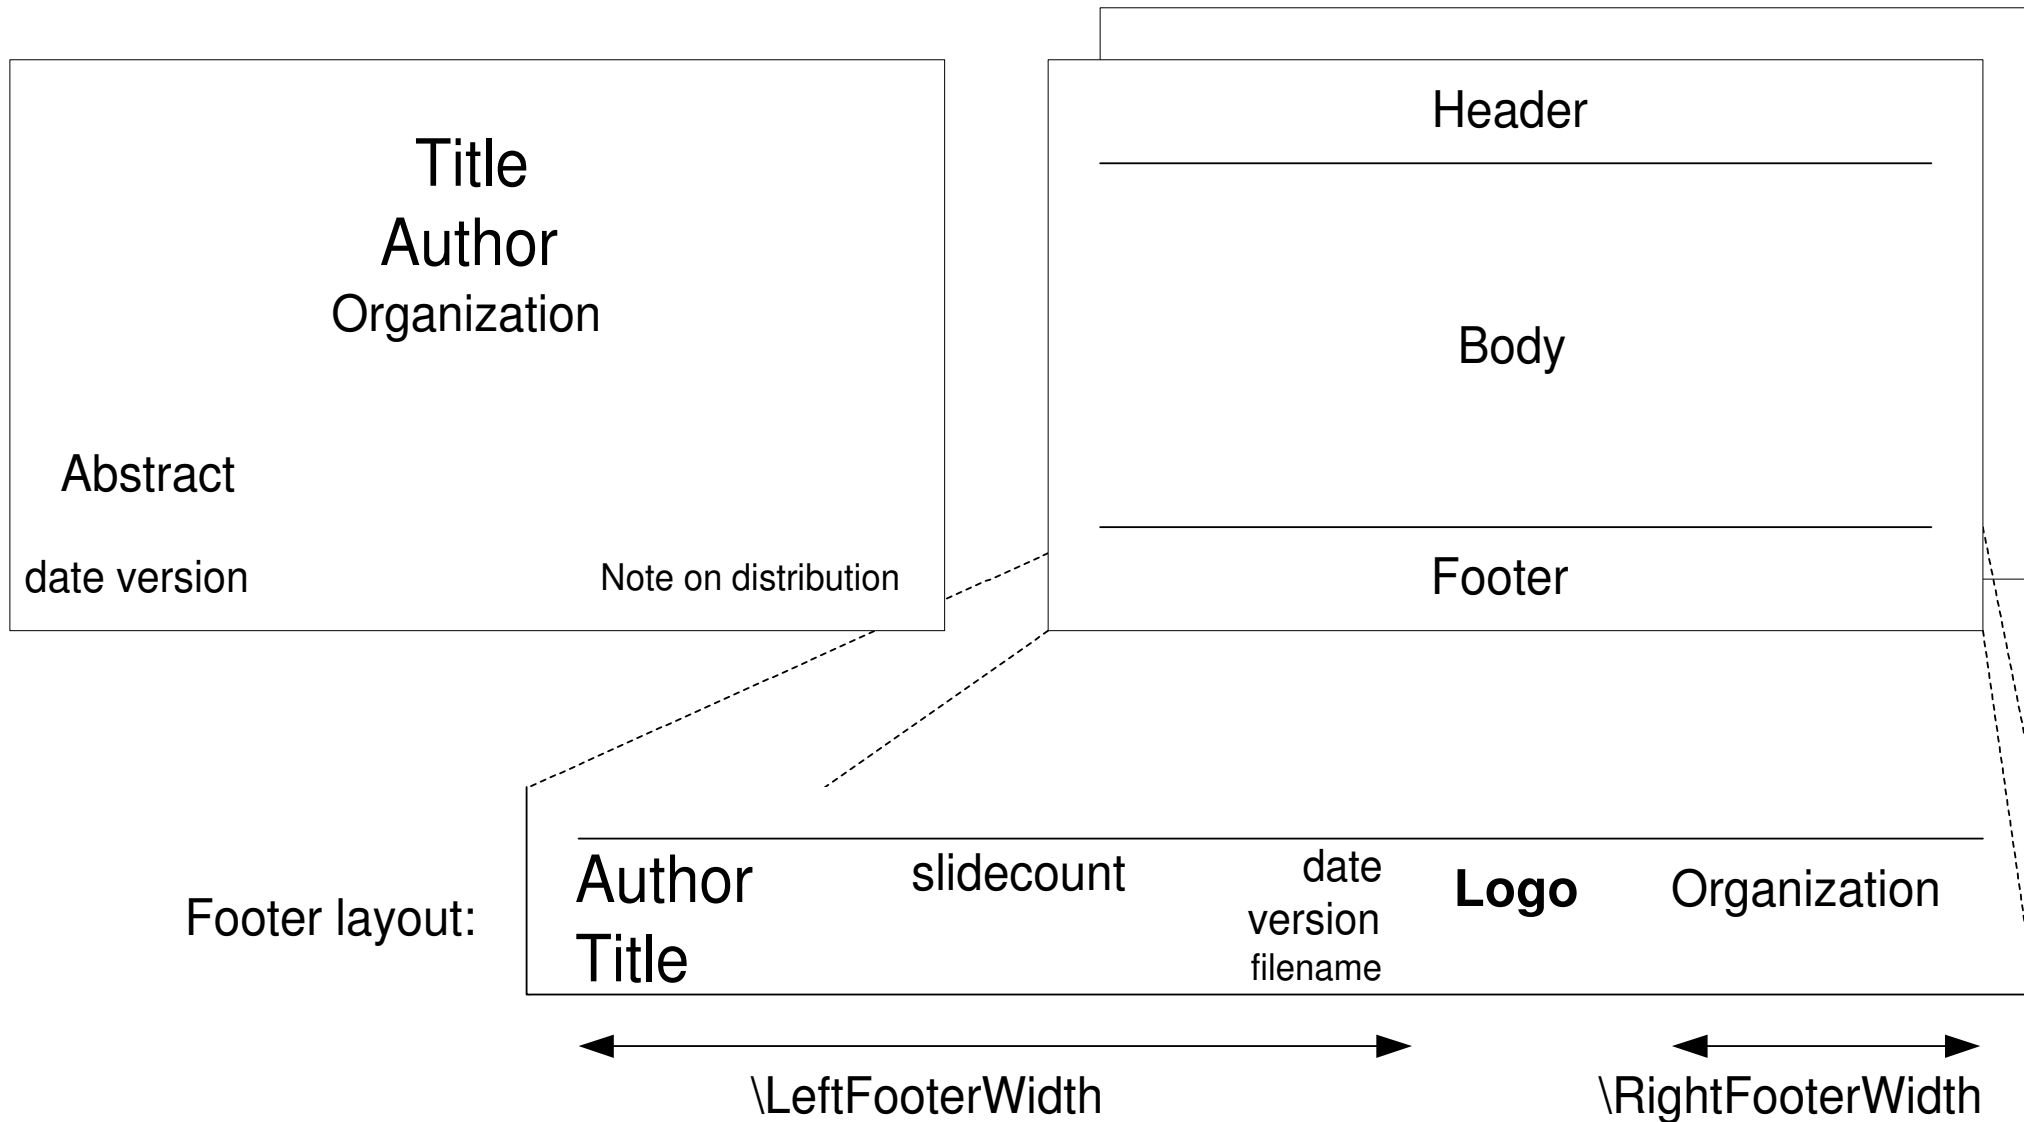 Title
Author
Organization
Abstract
date version
Note on distribution
Header
Body
Footer
Footer layout:
Author
Title
slidecount
date
version
filename
Logo
Organization
\LeftFooterWidth
\RightFooterWidth